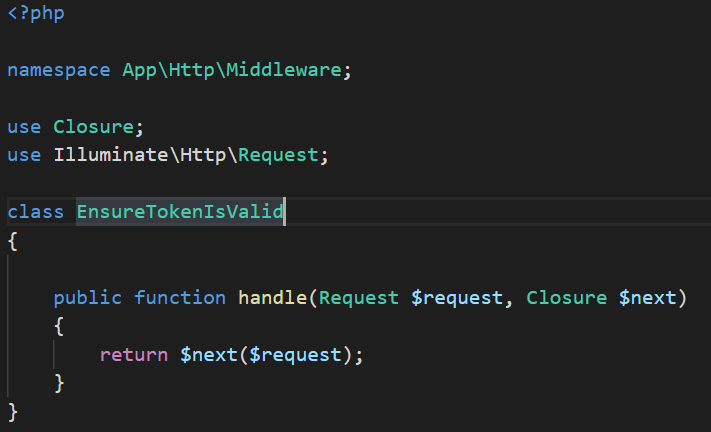 <?php
namespace App\Http\Middleware;
use Closure;
use Illuminate\Http\Request;
class EnsureTokenIsValid
{
public function handle(Request $request, Closure $next)
{
return $next($request);
}
}